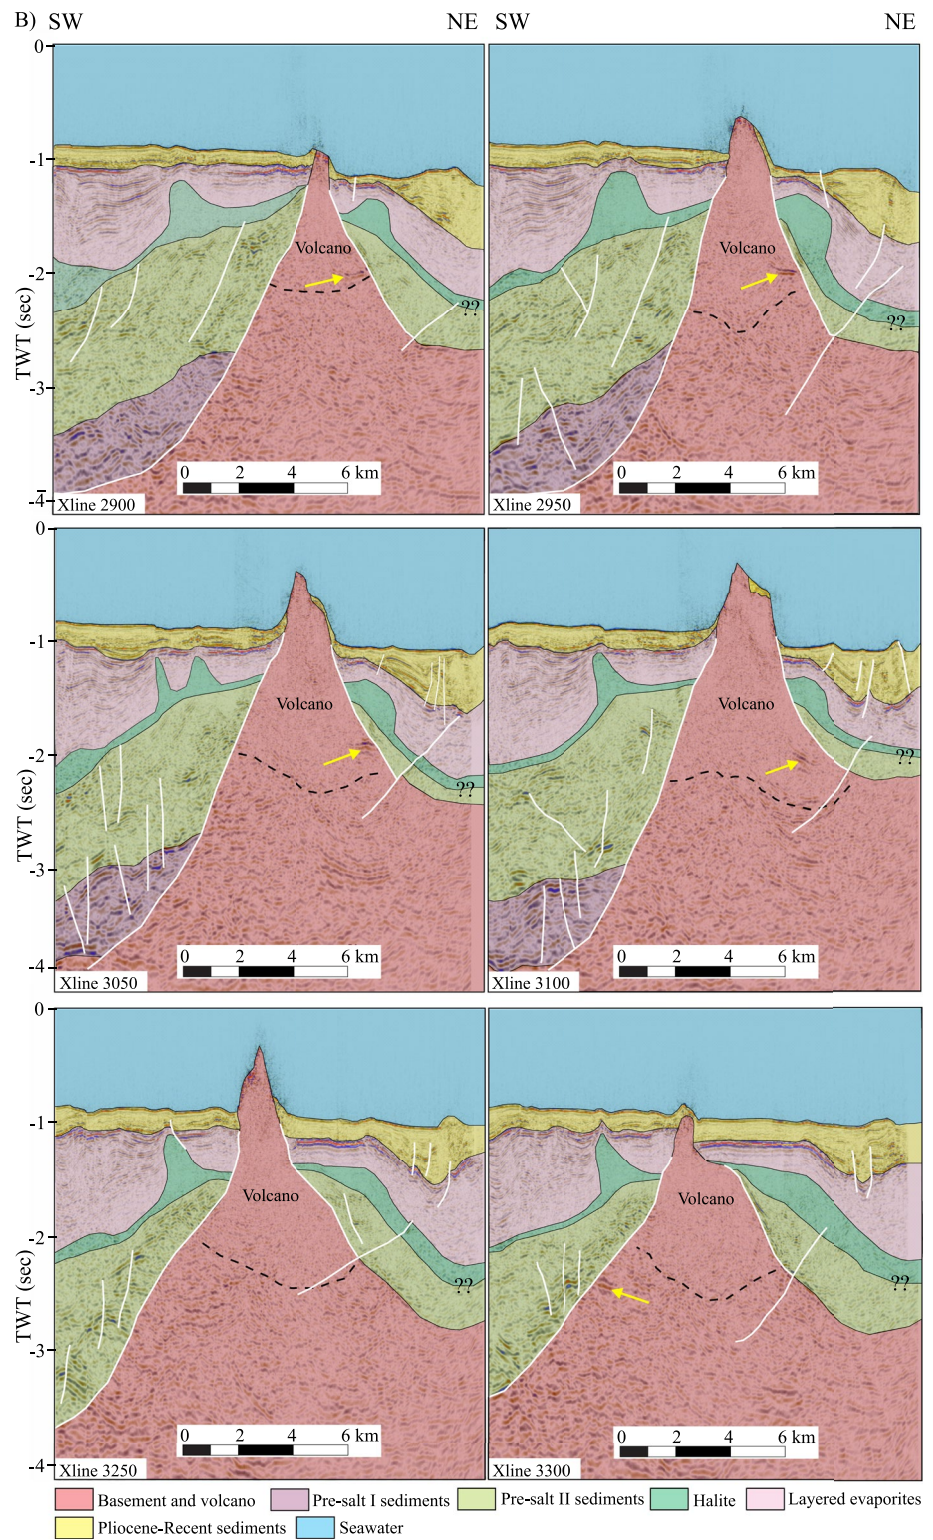 B) SW NE SW NE
0
-1
-2
-3
-4
TWT (sec)
Volcano
??
0 2 4 6 km
Xline 2900
Volcano
??
0 2 4 6 km
Xline 2950
0
-1
-2
-3
-4
TWT (sec)
Volcano
??
0 2 4 6 km
Xline 3050
Volcano
??
0 2 4 6 km
Xline 3100
0
-1
-2
-3
-4
TWT (sec)
Volcano
??
0 2 4 6 km
Xline 3250
Volcano
??
0 2 4 6 km
Xline 3300
Basement and volcano Pre-salt I sediments Pre-salt II sediments Halite Layered evaporites
Pliocene-Recent sediments Seawater